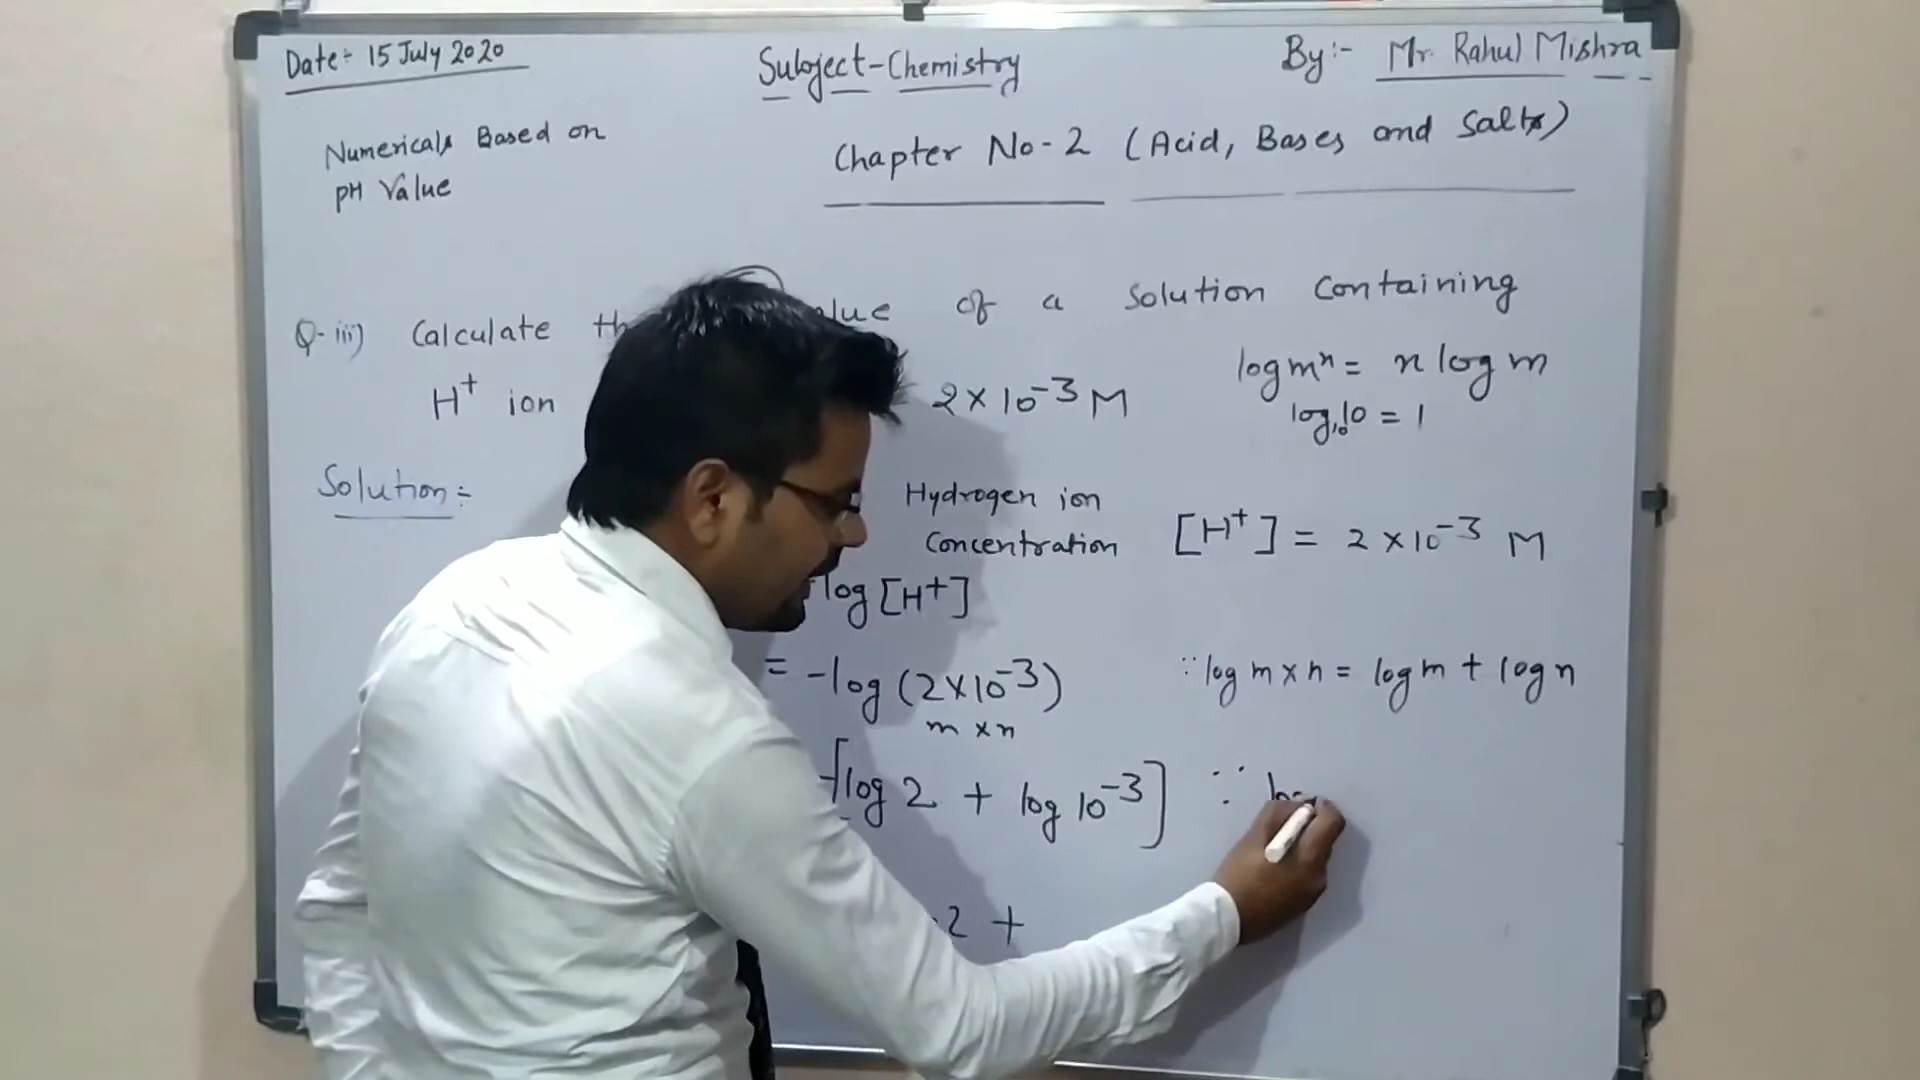 Date:- 15 July 2020
Subject-Chemistry
By:- Mr. Rahul Mishra
Numericals Based on
pH Value
Chapter No-2 (Acid, Bases and Salts)
Q-iii) Calculate of a Solution Containing
H⁺ ion 2×10⁻³ M
log mⁿ = n log m
log₁₀10 = 1
Solution:-
Hydrogen ion
Concentration
[H⁺] = 2×10⁻³ M
log [H⁺]
= -log (2×10⁻³)
m × n
∵ log m×n = log m + log n
-[log 2 + log 10⁻³] ∵
2 +